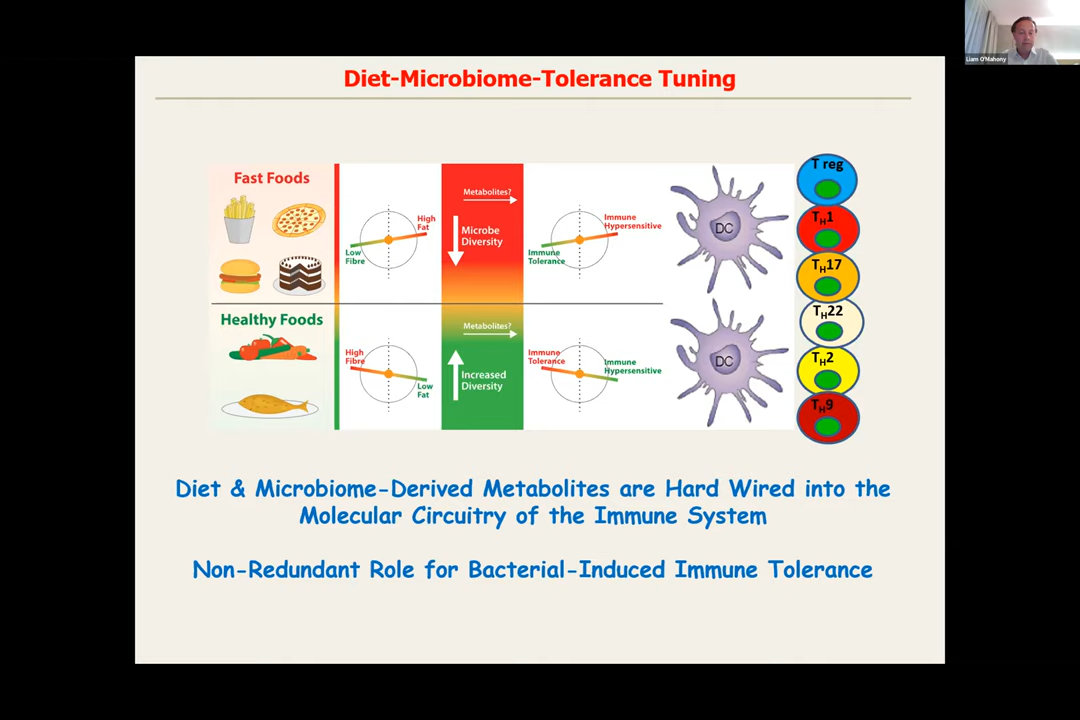 Liam O'Mahony
Diet-Microbiome-Tolerance Tuning
Fast Foods
Low
Fibre
High
Fat
Metabolites?
Microbe
Diversity
Immune
Tolerance
Immune
Hypersensitive
DC
Healthy Foods
High
Fibre
Low
Fat
Metabolites?
Increased
Diversity
Immune
Tolerance
Immune
Hypersensitive
DC
T reg
TH1
TH17
TH22
TH2
TH9
Diet & Microbiome-Derived Metabolites are Hard Wired into the
Molecular Circuitry of the Immune System
Non-Redundant Role for Bacterial-Induced Immune Tolerance